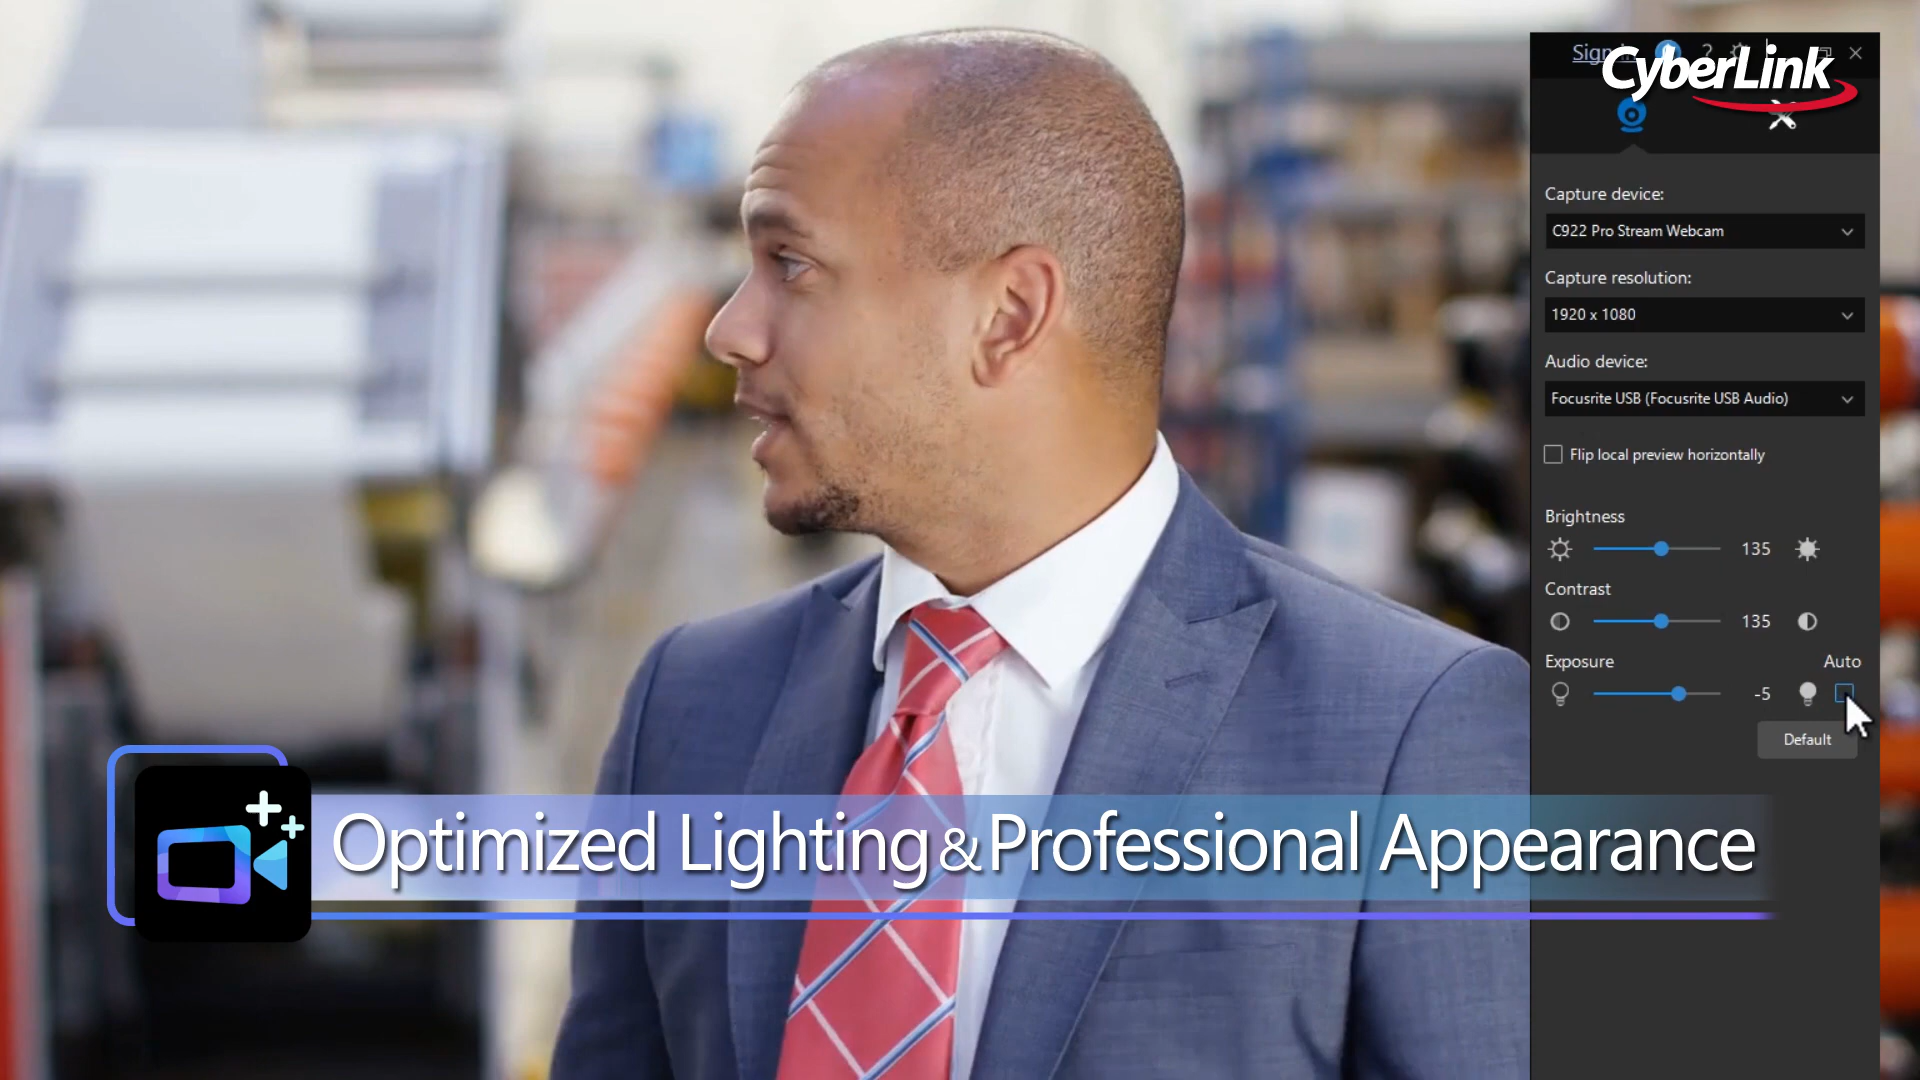 CyberLink
?
Capture device:
C922 Pro Stream Webcam
Capture resolution:
1920 x 1080
Audio device:
Focusrite USB (Focusrite USB Audio)
Flip local preview horizontally
Brightness
135
Contrast
135
Exposure
Auto
-5
Default
Optimized Lighting & Professional Appearance